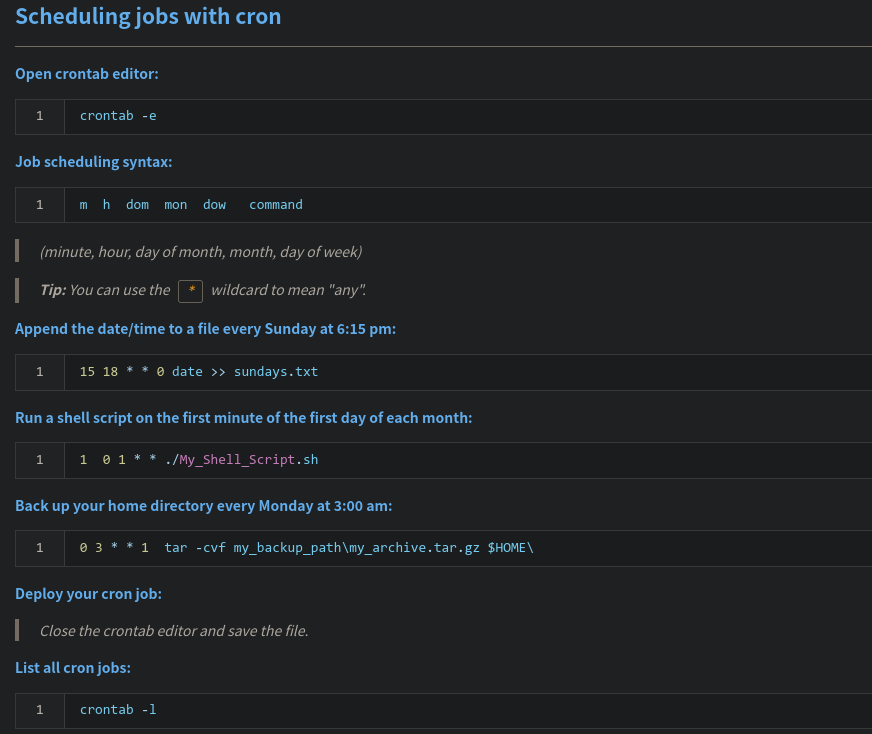 Scheduling jobs with cron
Open crontab editor:
1 crontab -e
Job scheduling syntax:
1 m  h  dom  mon  dow   command
(minute, hour, day of month, month, day of week)
Tip: You can use the * wildcard to mean "any".
Append the date/time to a file every Sunday at 6:15 pm:
1 15 18 * * 0 date >> sundays.txt
Run a shell script on the first minute of the first day of each month:
1 1  0 1 * * ./My_Shell_Script.sh
Back up your home directory every Monday at 3:00 am:
1 0 3 * * 1  tar -cvf my_backup_path\my_archive.tar.gz $HOME\
Deploy your cron job:
Close the crontab editor and save the file.
List all cron jobs:
1 crontab -l